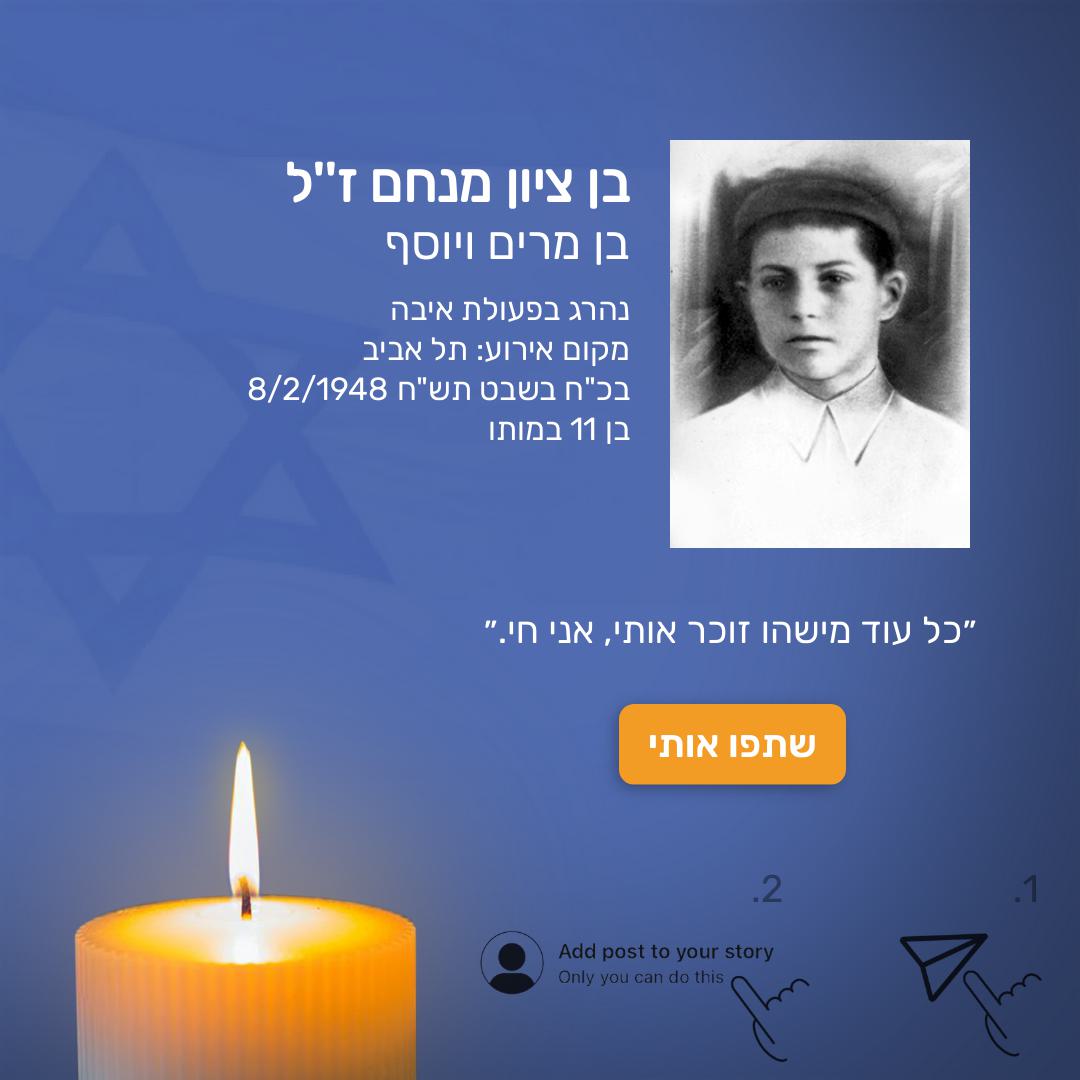 בן ציון מנחם ז"ל
בן מרים ויוסף
נהרג בפעולת איבה
מקום אירוע: תל אביב
בכ"ח בשבט תש"ח 8/2/1948
בן 11 במותו
״כל עוד מישהו זוכר אותי, אני חי.״
שתפו אותי
1.
2.
Add post to your story
Only you can do this